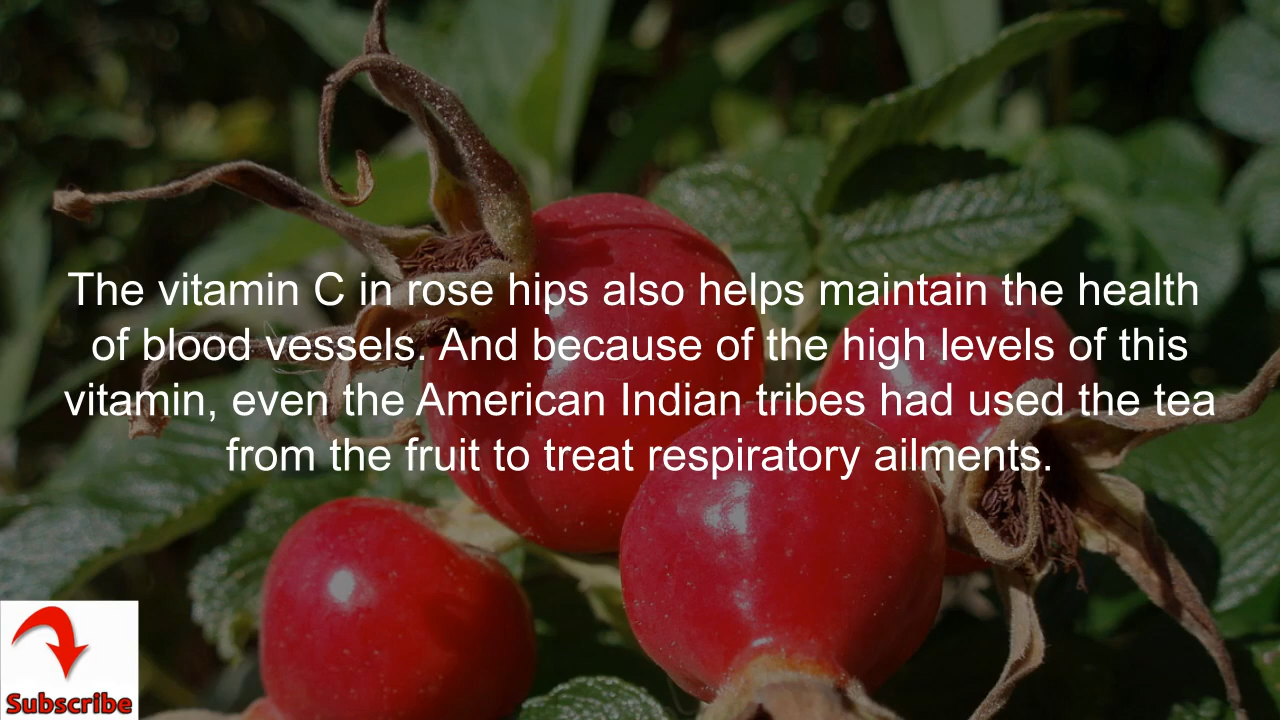 The vitamin C in rose hips also helps maintain the health
of blood vessels. And because of the high levels of this
vitamin, even the American Indian tribes had used the tea
from the fruit to treat respiratory ailments.
Subscribe